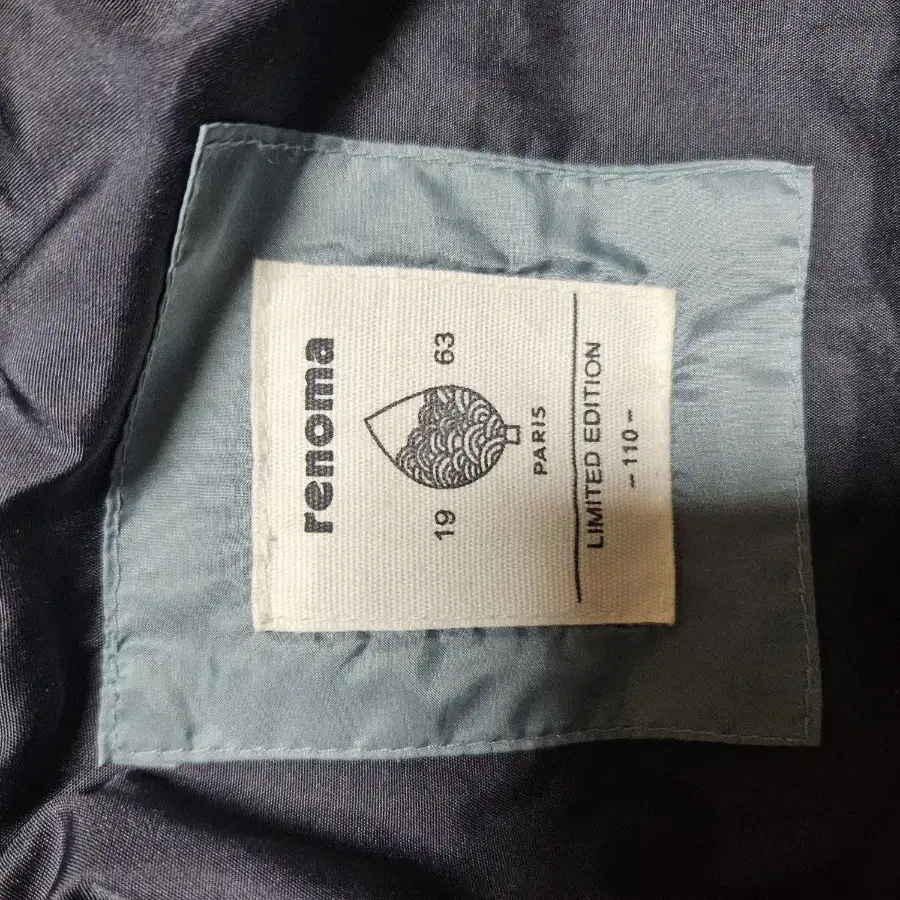 renoma
19 63
PARIS
LIMITED EDITION
- 110 -